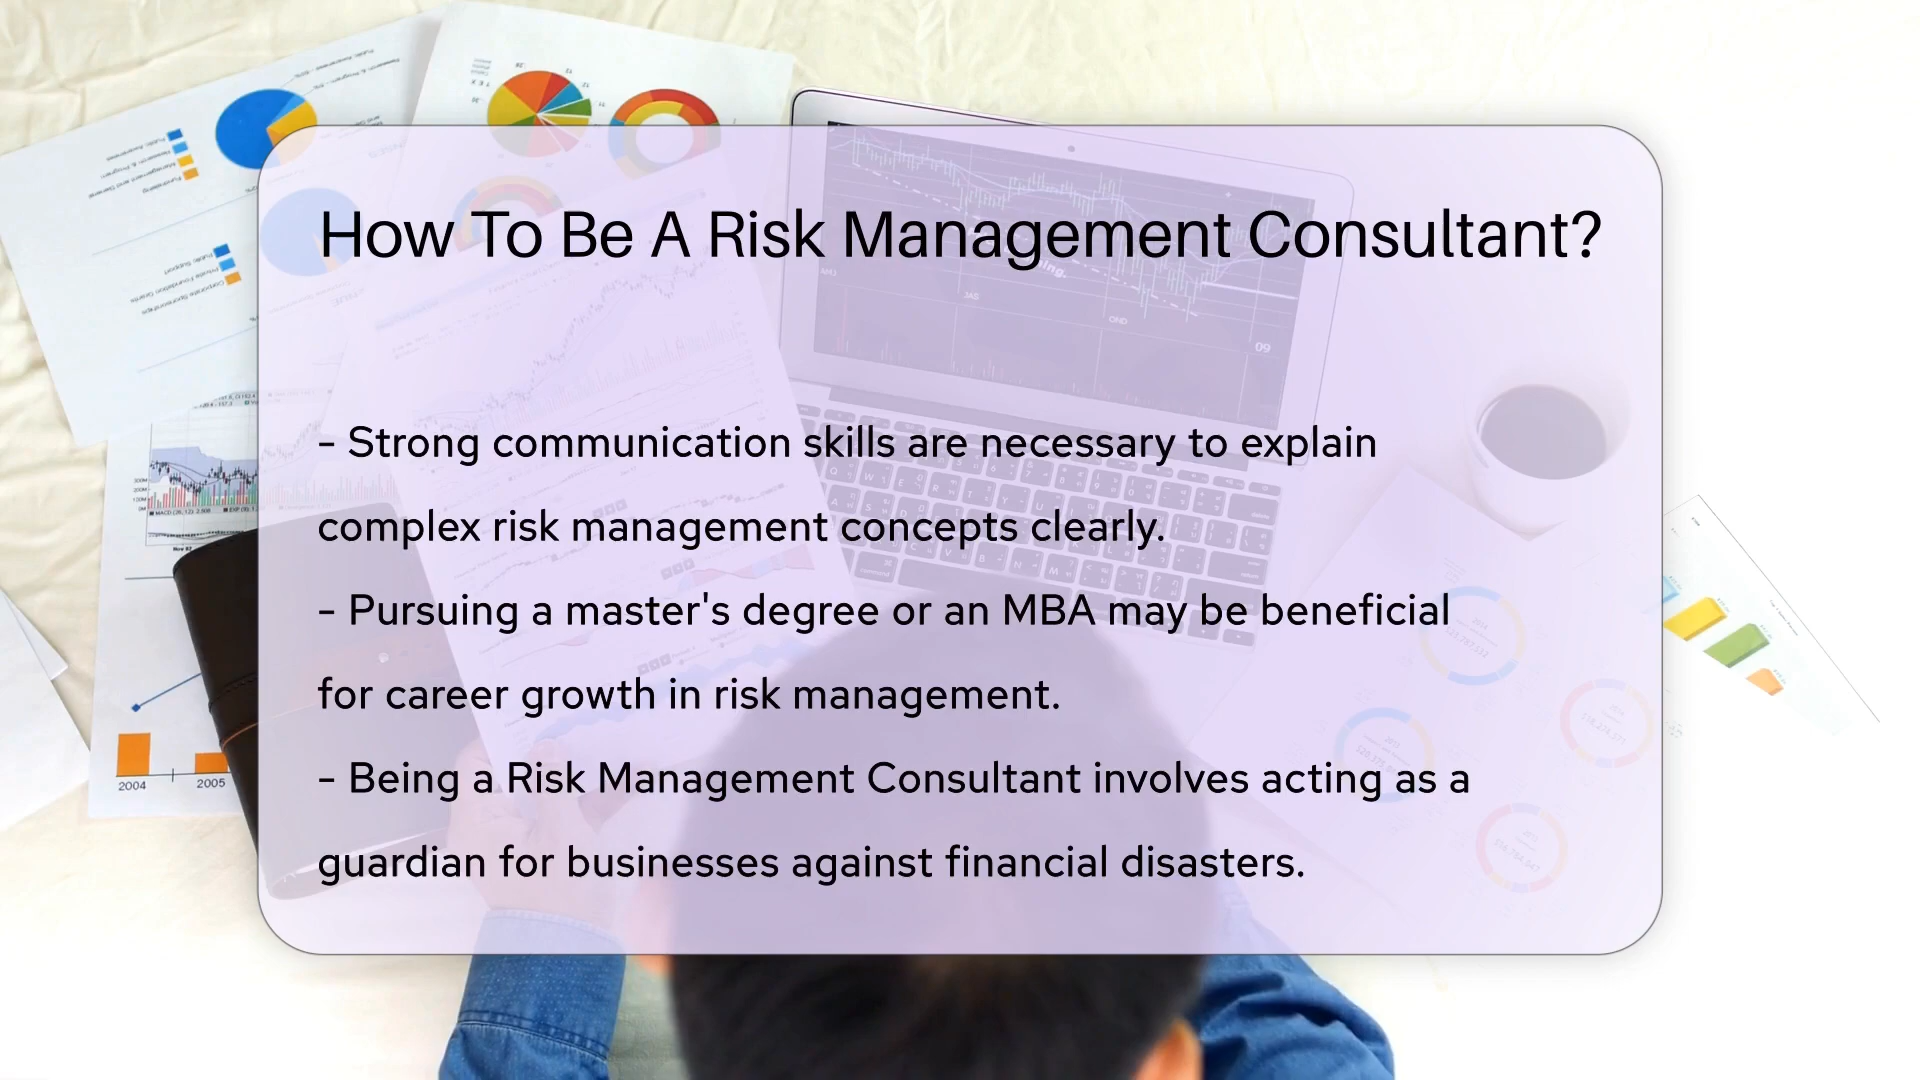 How To Be A Risk Management Consultant?
- Strong communication skills are necessary to explain
complex risk management concepts clearly.
- Pursuing a master's degree or an MBA may be beneficial
for career growth in risk management.
- Being a Risk Management Consultant involves acting as a
guardian for businesses against financial disasters.
2004
2005
09